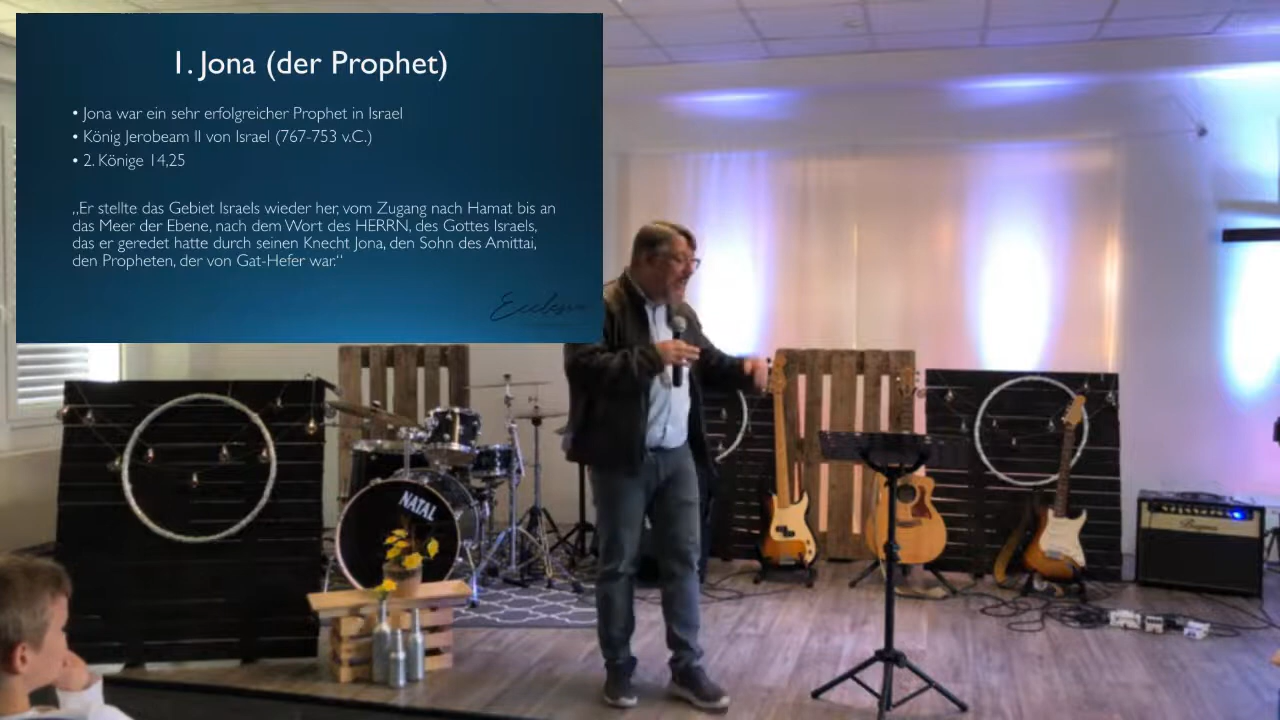 1. Jona (der Prophet)
• Jona war ein sehr erfolgreicher Prophet in Israel
• König Jerobeam II von Israel (767-753 v.C.)
• 2. Könige 14,25
„Er stellte das Gebiet Israels wieder her, vom Zugang nach Hamat bis an
das Meer der Ebene, nach dem Wort des HERRN, des Gottes Israels,
das er geredet hatte durch seinen Knecht Jona, den Sohn des Amittai,
den Propheten, der von Gat-Hefer war.“
NATAL